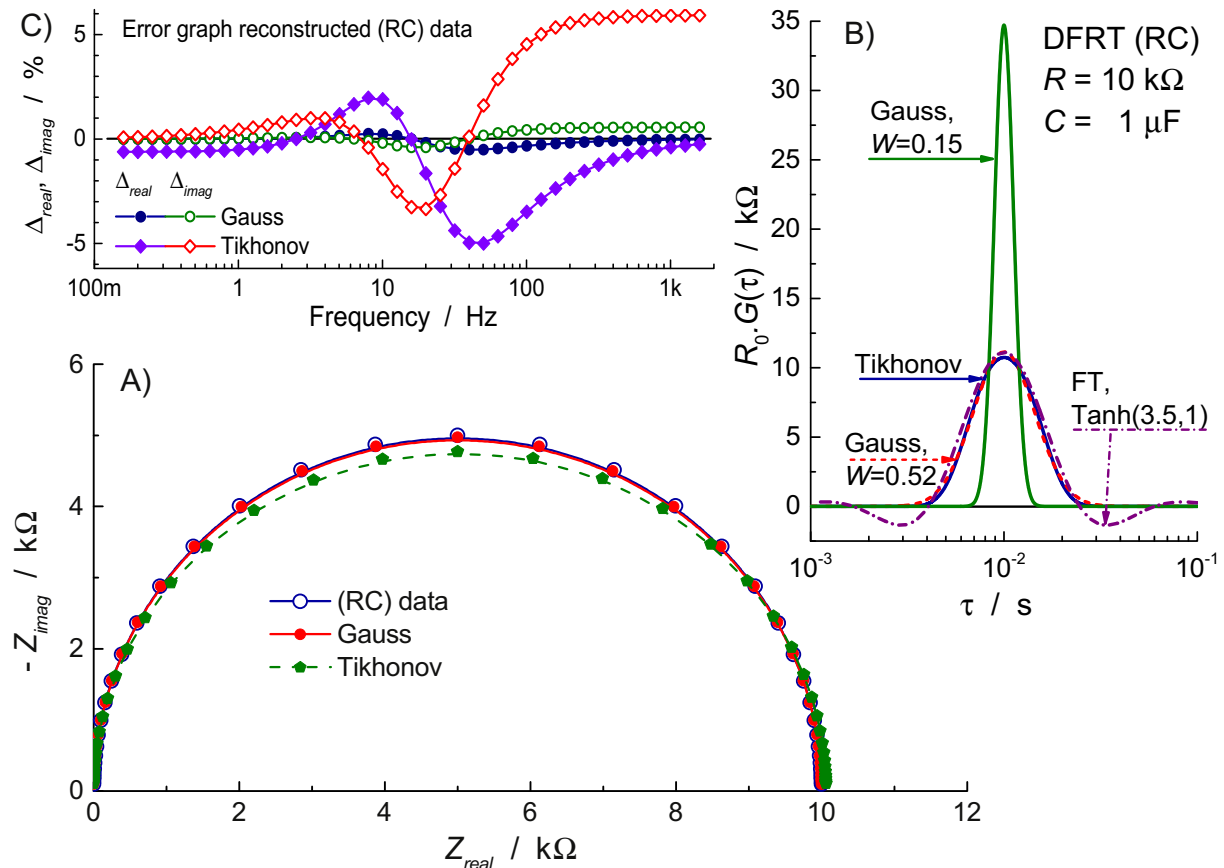 C)
Error graph reconstructed (RC) data
Δreal, Δimag / %
5
0
-5
Δreal Δimag
Gauss
Tikhonov
100m 1 10 100 1k
Frequency / Hz
B)
DFRT (RC)
R = 10 kΩ
C = 1 μF
R0.G(τ) / kΩ
35
30
25
20
15
10
5
0
Gauss,
W=0.15
Tikhonov
Gauss,
W=0.52
FT,
Tanh(3.5,1)
10-3 10-2 10-1
τ / s
A)
- Zimag / kΩ
6
4
2
0
(RC) data
Gauss
Tikhonov
0 2 4 6 8 10 12
Zreal / kΩ